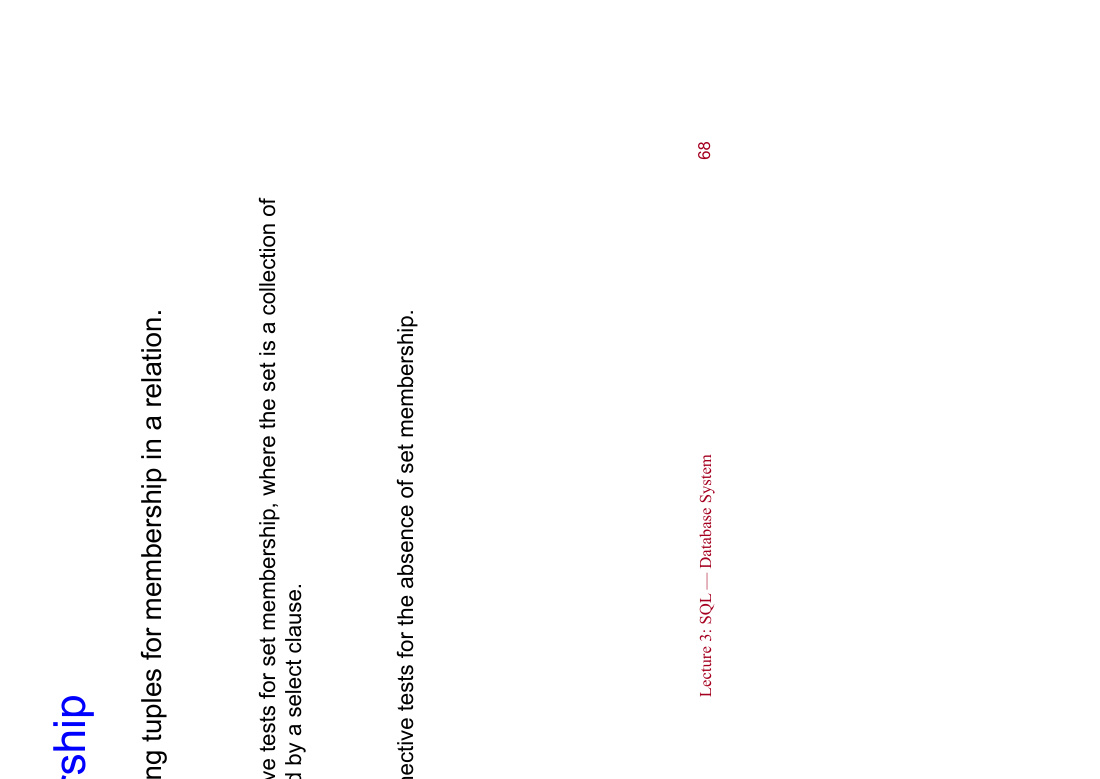 rship
ng tuples for membership in a relation.
ve tests for set membership, where the set is a collection of
d by a select clause.
nective tests for the absence of set membership.
Lecture 3: SQL — Database System
68